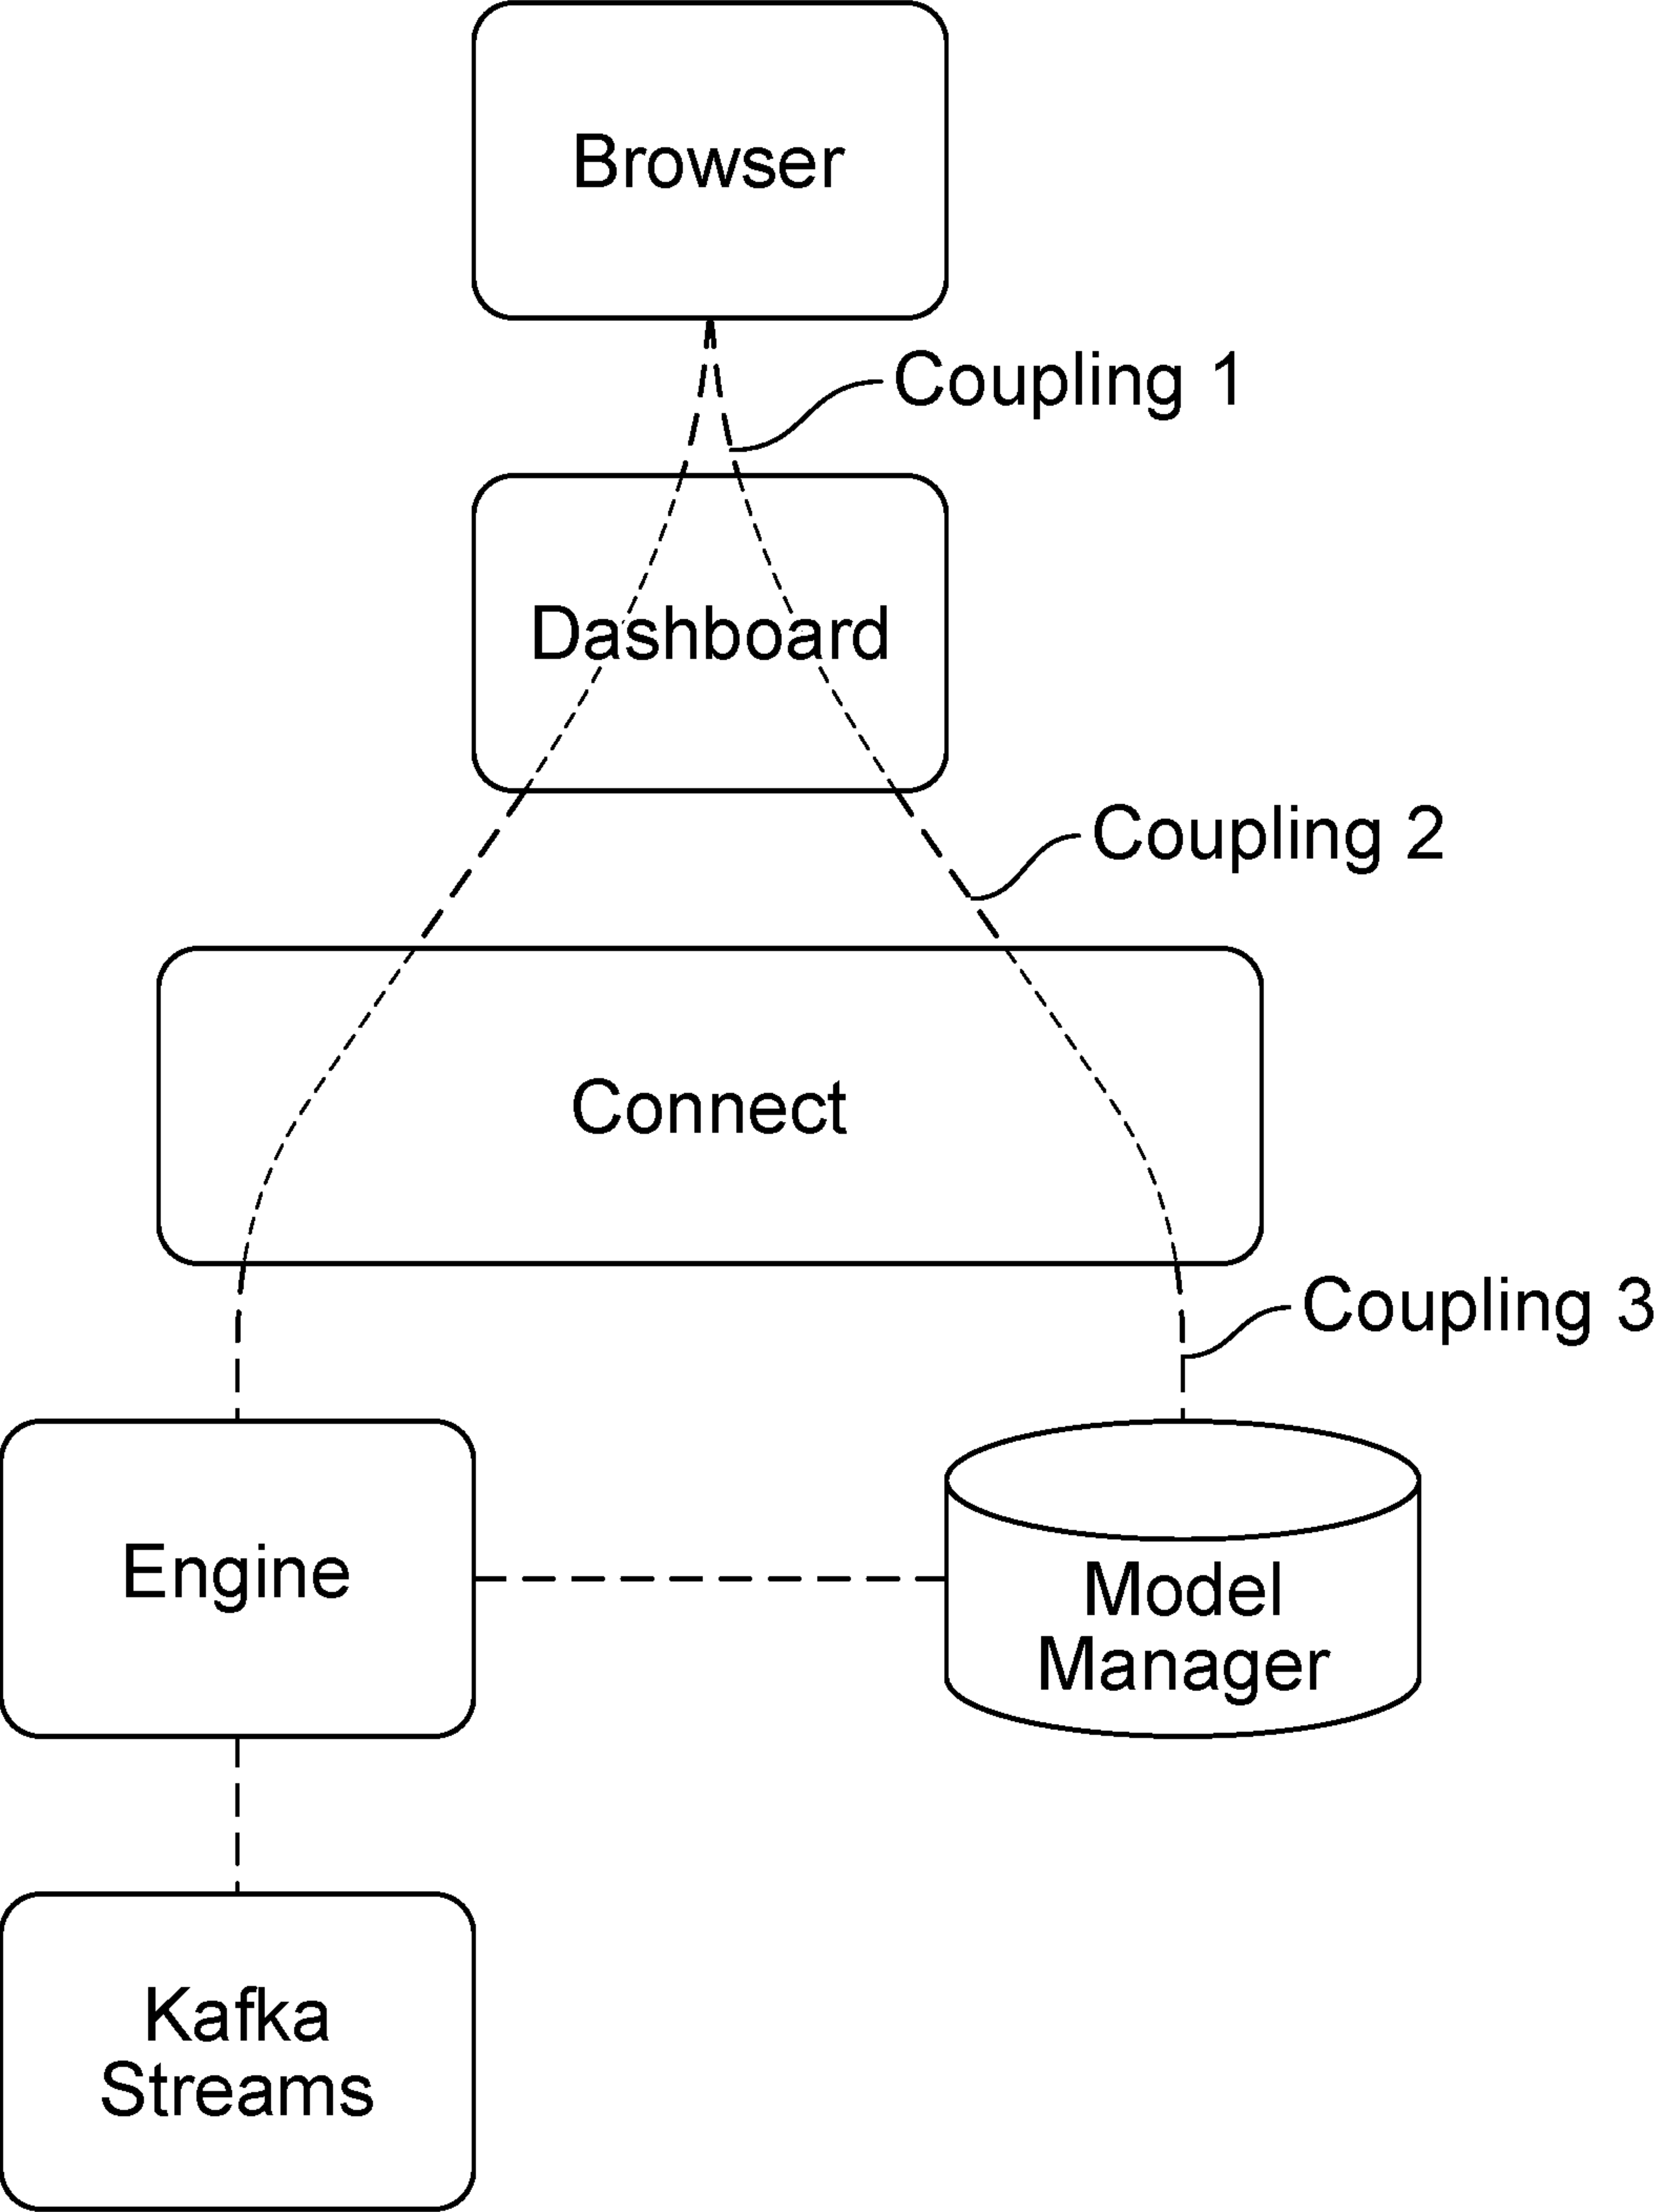 Browser
Coupling 1
Dashboard
Coupling 2
Connect
Coupling 3
Engine
Model
Manager
Kafka
Streams